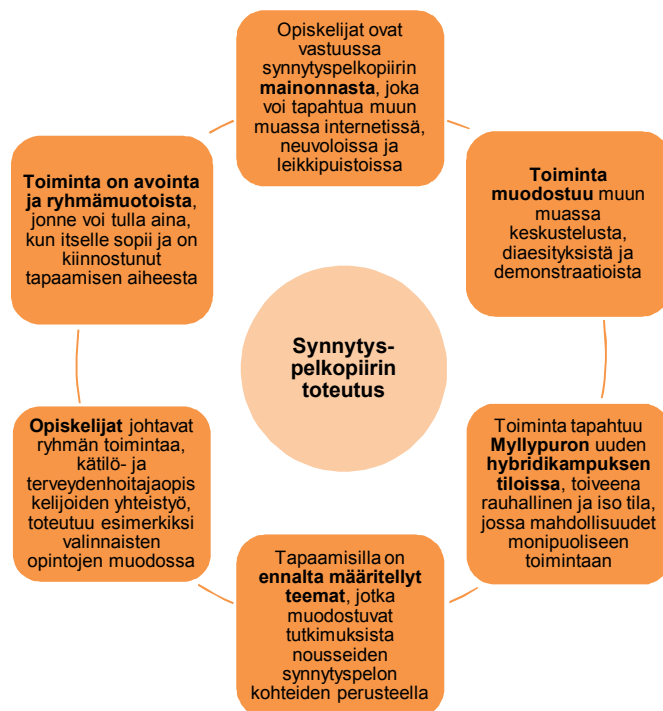 Opiskelijat ovat
vastuussa
synnytyspelkopiirin
mainonnasta, joka
voi tapahtua muun
muassa internetissä,
neuvoloissa ja
leikkipuistoissa
Toiminta
muodostuu muun
muassa
keskustelusta,
diaesityksistä ja
demonstraatioista
Toiminta tapahtuu
Myllypuron uuden
hybridikampuksen
tiloissa, toiveena
rauhallinen ja iso tila,
jossa mahdollisuudet
monipuoliseen
toimintaan
Tapaamisilla on
ennalta määritellyt
teemat, jotka
muodostuvat
tutkimuksista
nousseiden
synnytyspelon
kohteiden perusteella
Opiskelijat johtavat
ryhmän toimintaa,
kätilö- ja
terveydenhoitajaopis
kelijoiden yhteistyö,
toteutuu esimerkiksi
valinnaisten
opintojen muodossa
Toiminta on avointa
ja ryhmämuotoista,
jonne voi tulla aina,
kun itselle sopii ja on
kiinnostunut
tapaamisen aiheesta
Synnytys-
pelkopiirin
toteutus